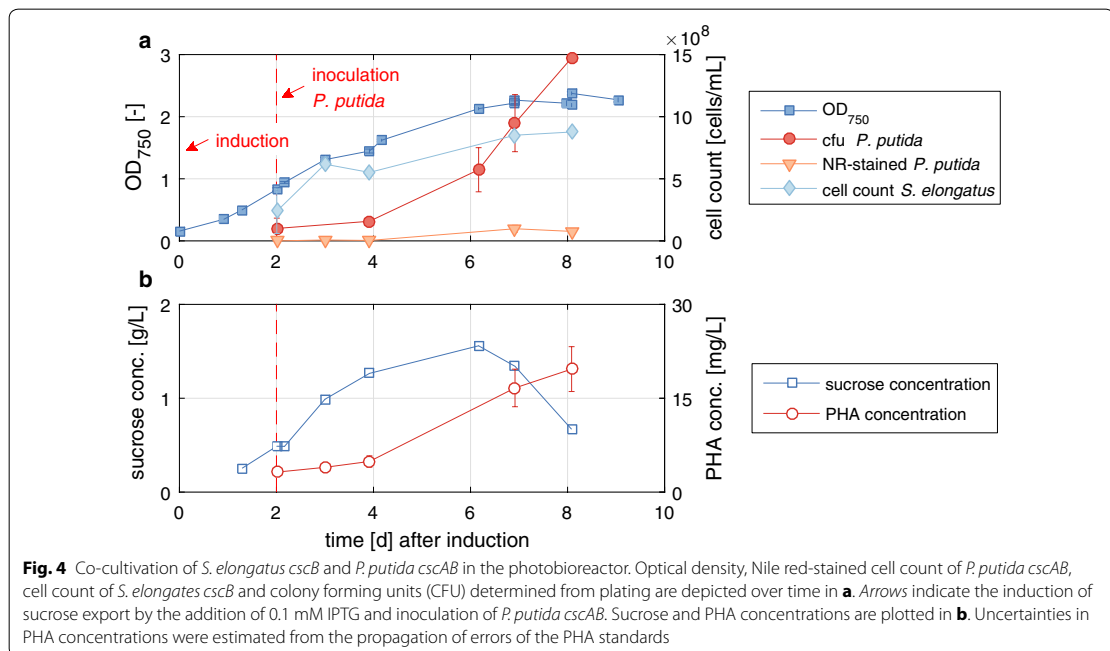 a
×10⁸
3
2
1
0
OD750 [-]
15
10
5
0
cell count [cells/mL]
inoculation
P. putida
induction
0 2 4 6 8 10
OD750
cfu P. putida
NR-stained P. putida
cell count S. elongatus
b
2
1
0
sucrose conc. [g/L]
30
15
0
PHA conc. [mg/L]
0 2 4 6 8 10
time [d] after induction
sucrose concentration
PHA concentration
Fig. 4 Co-cultivation of S. elongatus cscB and P. putida cscAB in the photobioreactor. Optical density, Nile red-stained cell count of P. putida cscAB,
cell count of S. elongates cscB and colony forming units (CFU) determined from plating are depicted over time in a. Arrows indicate the induction of
sucrose export by the addition of 0.1 mM IPTG and inoculation of P. putida cscAB. Sucrose and PHA concentrations are plotted in b. Uncertainties in
PHA concentrations were estimated from the propagation of errors of the PHA standards